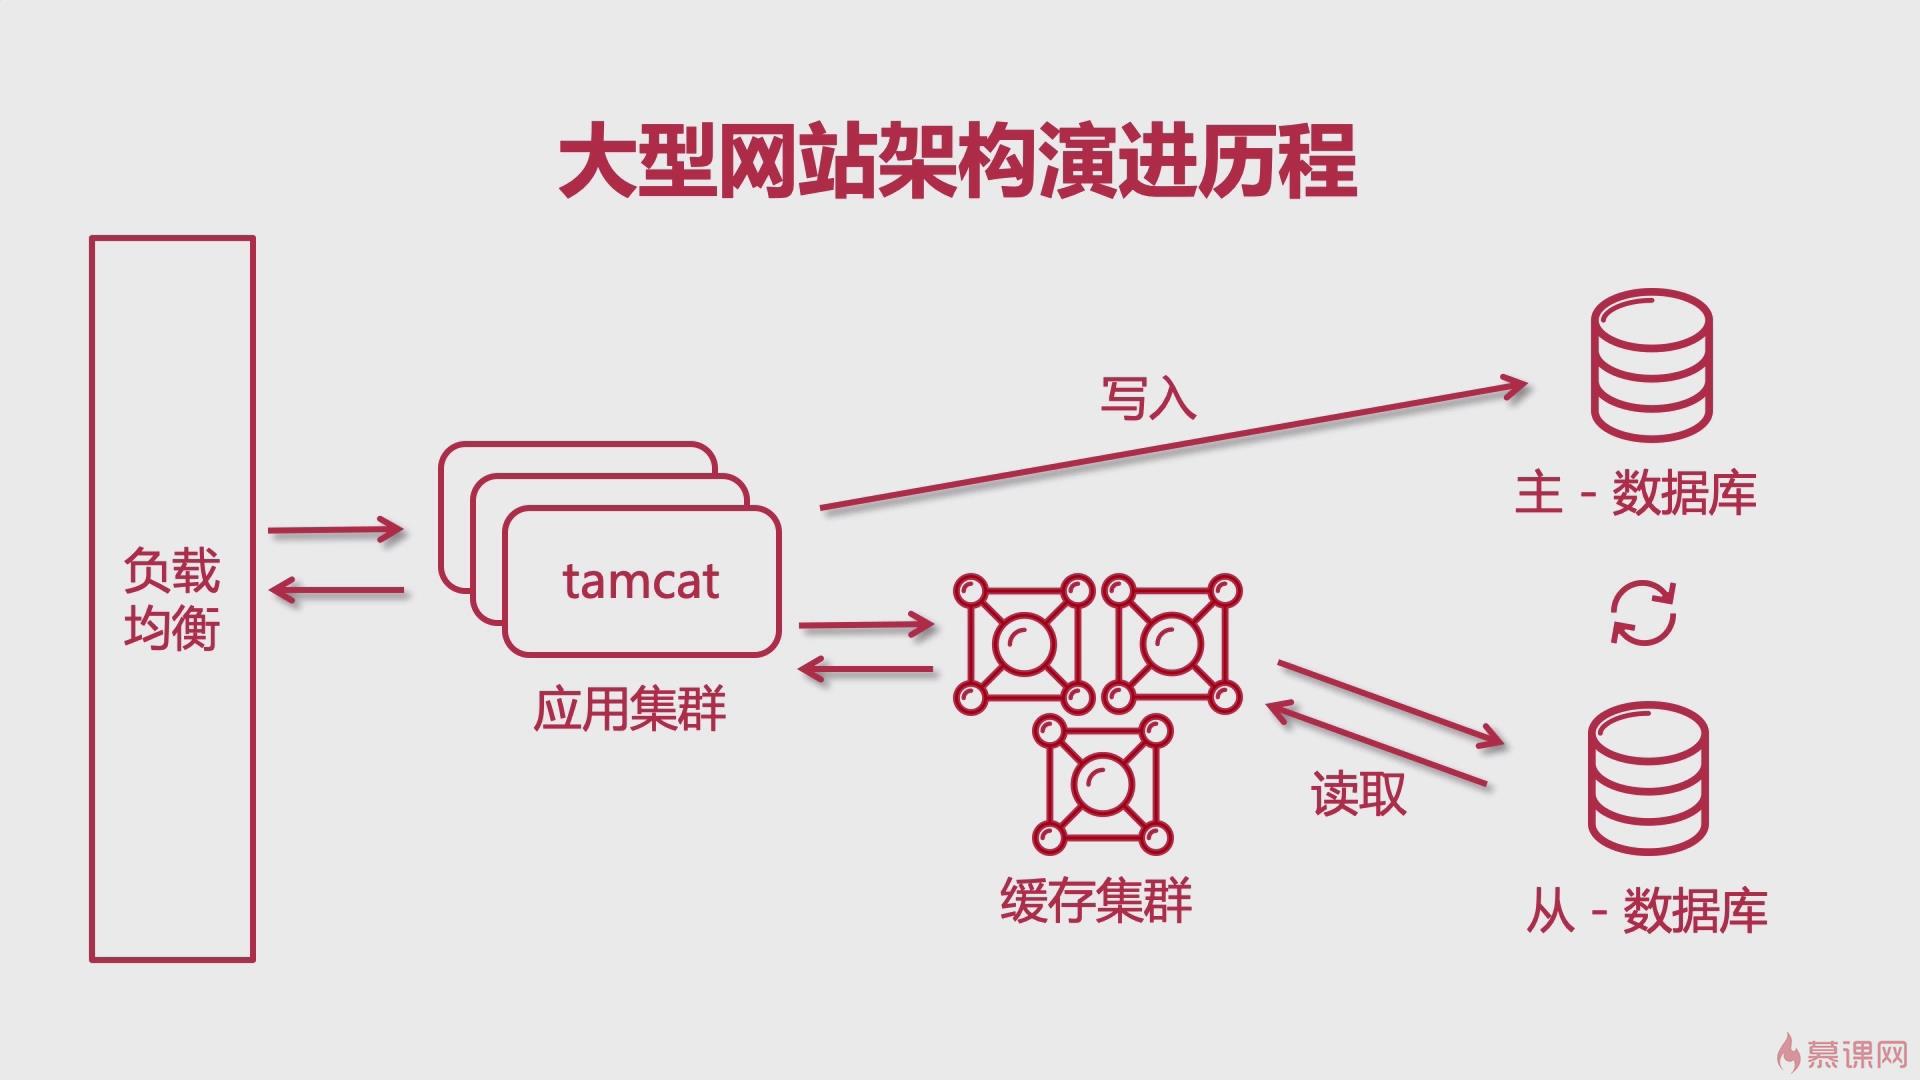 大型网站架构演进历程
负载
均衡
tamcat
应用集群
写入
缓存集群
读取
主 - 数据库
从 - 数据库
慕课网